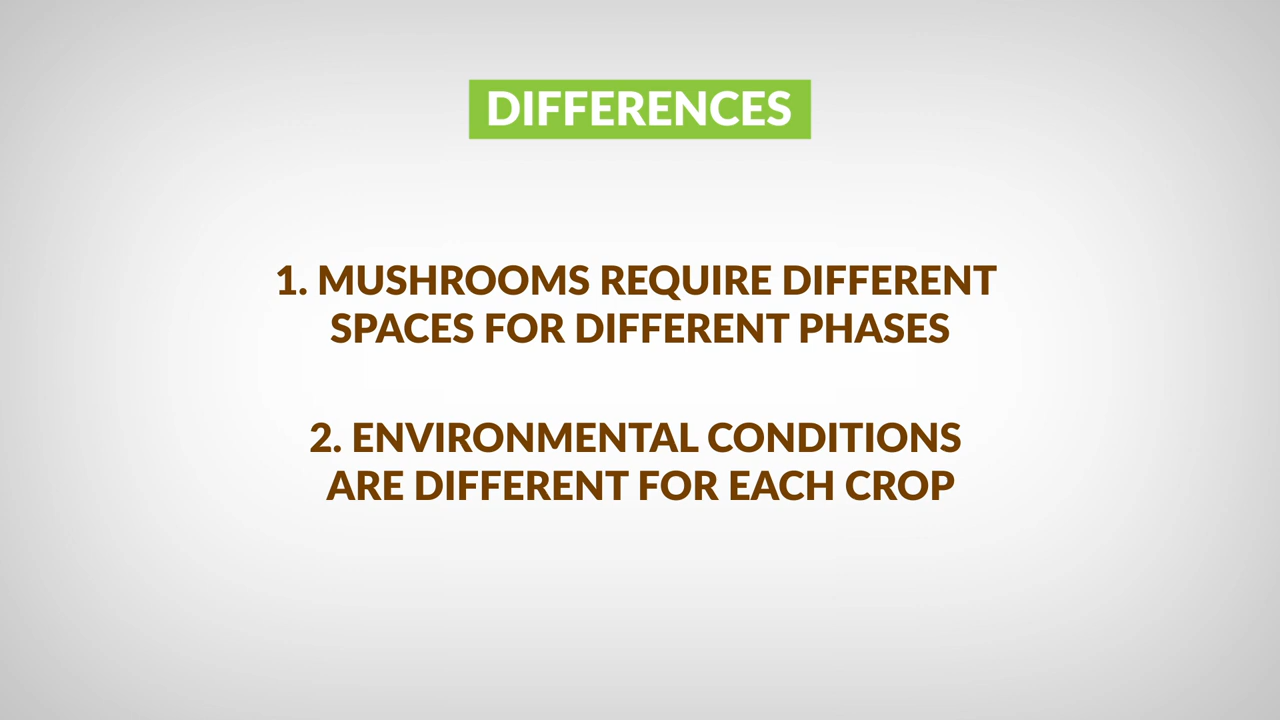 DIFFERENCES
1. MUSHROOMS REQUIRE DIFFERENT
SPACES FOR DIFFERENT PHASES
2. ENVIRONMENTAL CONDITIONS
ARE DIFFERENT FOR EACH CROP